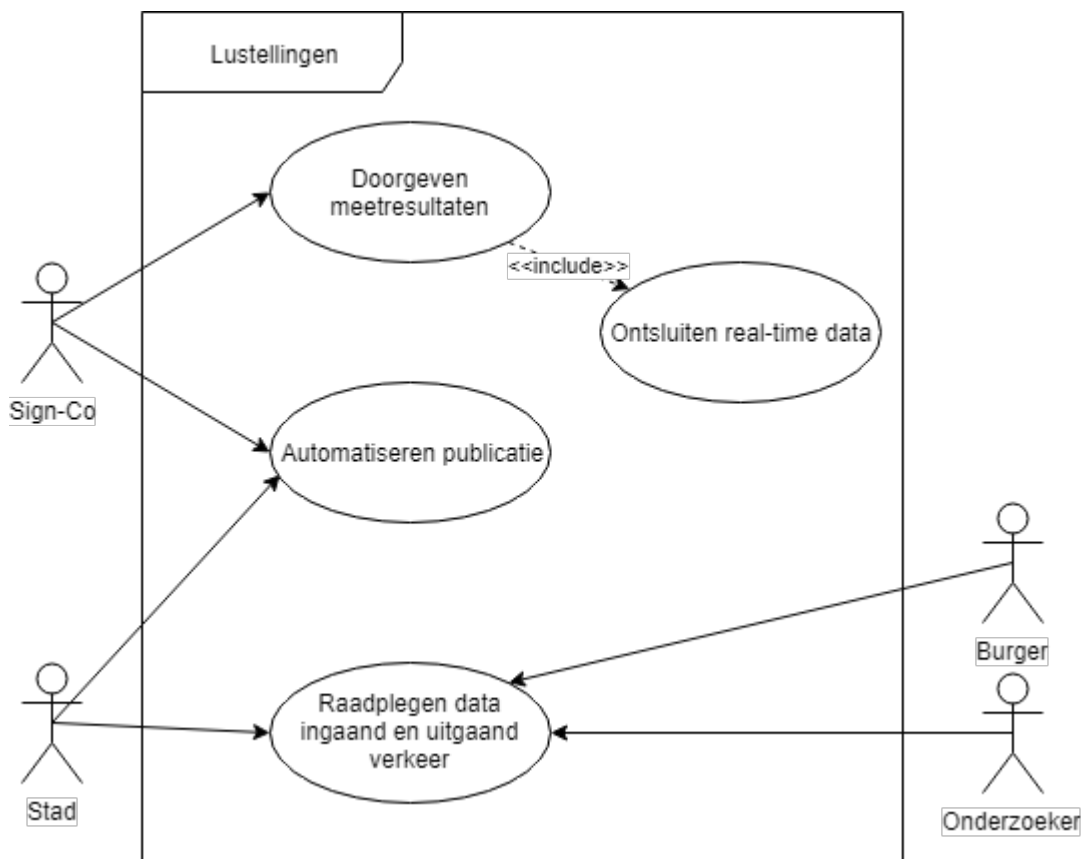 Lustellingen
Doorgeven
meetresultaten
<<include>>
Ontsluiten real-time data
Sign-Co
Automatiseren publicatie
Burger
Raadplegen data
ingaand en uitgaand
verkeer
Stad
Onderzoeker